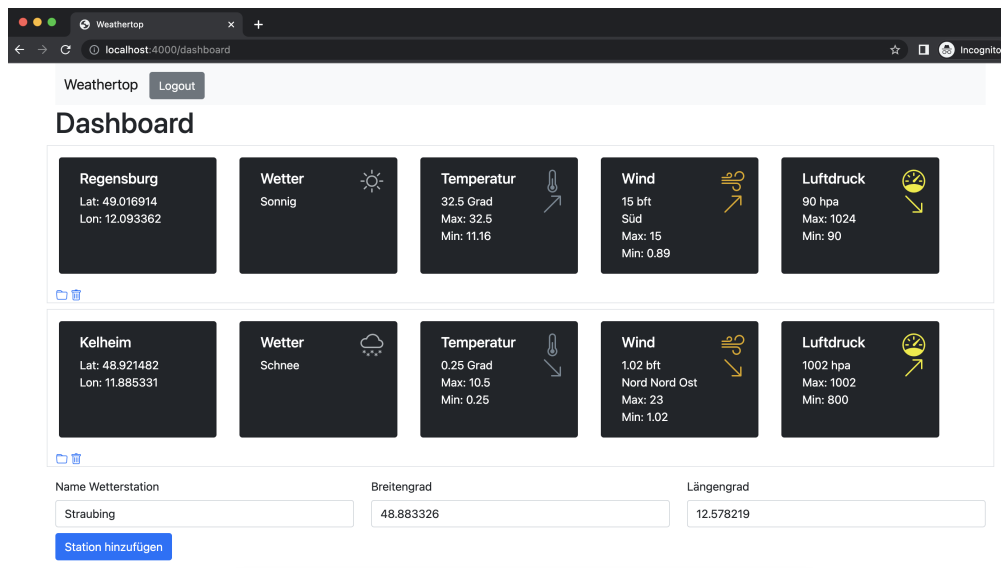 Weathertop
localhost:4000/dashboard
Incognito
Weathertop
Logout
Dashboard
Regensburg
Lat: 49.016914
Lon: 12.093362
Wetter
Sonnig
Temperatur
32.5 Grad
Max: 32.5
Min: 11.16
Wind
15 bft
Süd
Max: 15
Min: 0.89
Luftdruck
90 hpa
Max: 1024
Min: 90
Kelheim
Lat: 48.921482
Lon: 11.885331
Wetter
Schnee
Temperatur
0.25 Grad
Max: 10.5
Min: 0.25
Wind
1.02 bft
Nord Nord Ost
Max: 23
Min: 1.02
Luftdruck
1002 hpa
Max: 1002
Min: 800
Name Wetterstation
Straubing
Breitengrad
48.883326
Längengrad
12.578219
Station hinzufügen